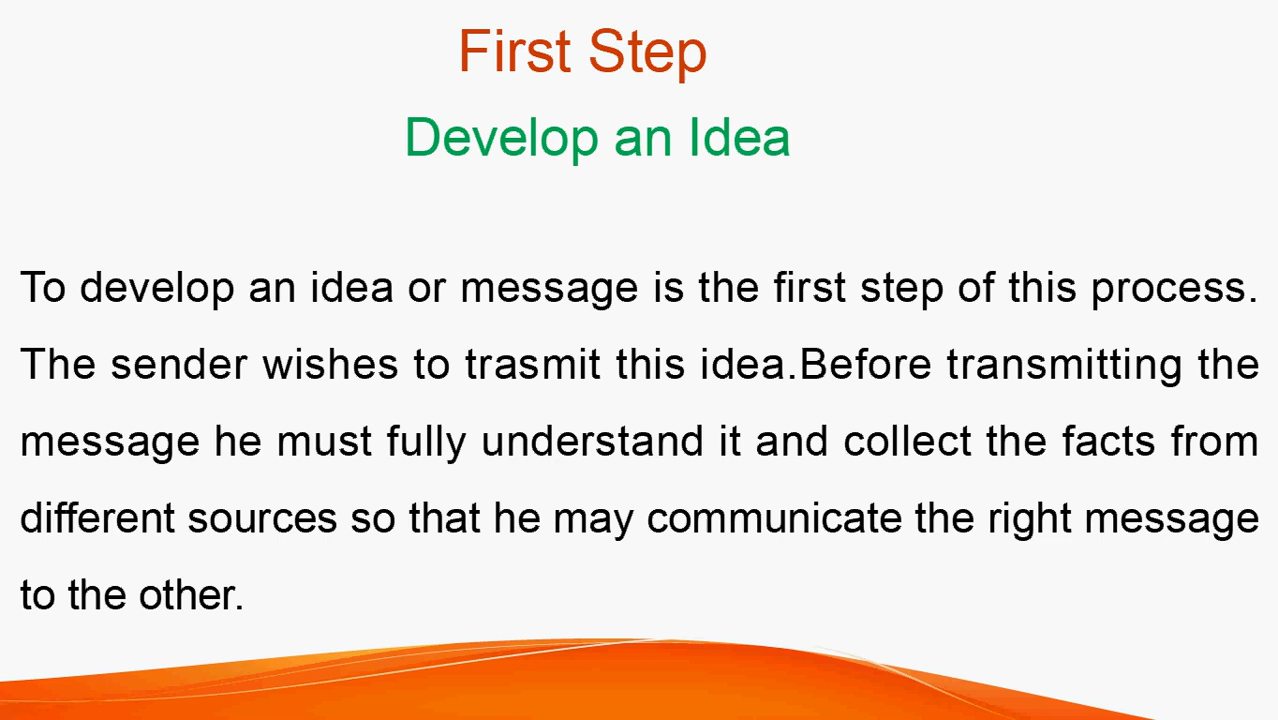 First Step
Develop an Idea
To develop an idea or message is the first step of this process.
The sender wishes to trasmit this idea.Before transmitting the
message he must fully understand it and collect the facts from
different sources so that he may communicate the right message
to the other.